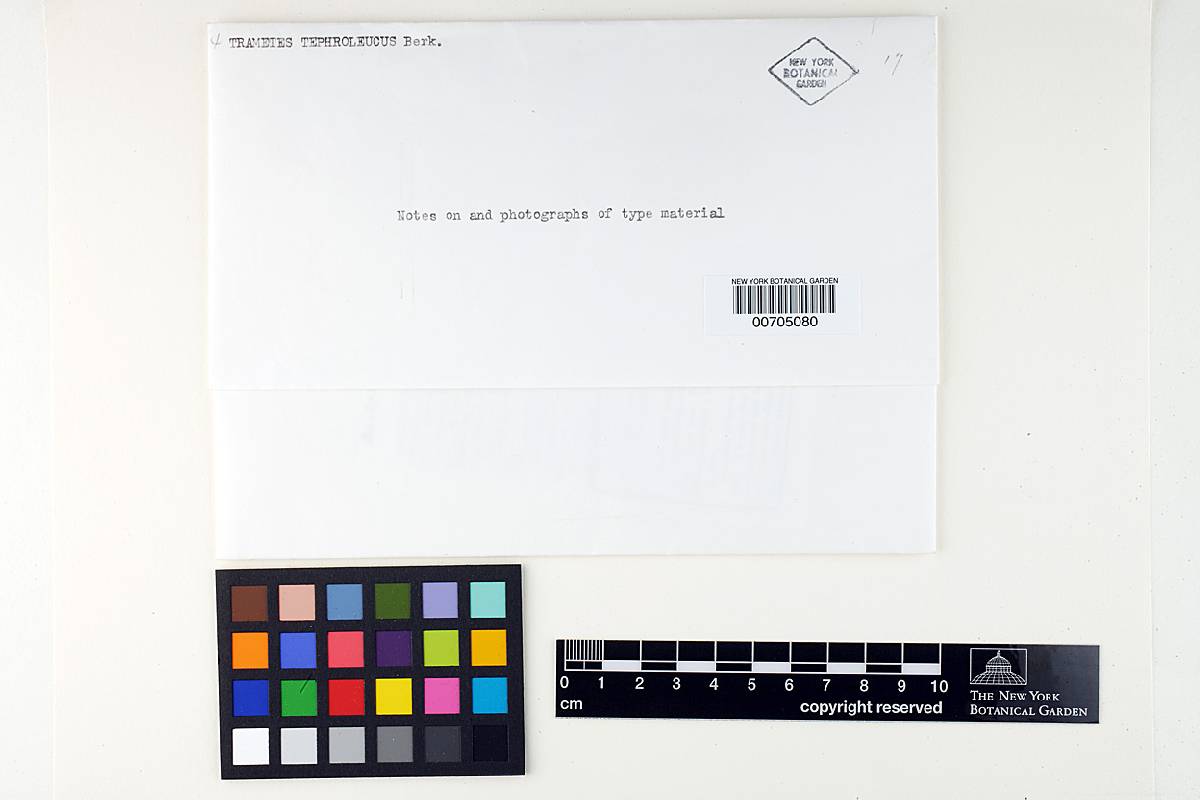 4 TRAMETES TEPHROLEUCUS Berk.
NEW YORK
BOTANICAL
GARDEN
17
Notes on and photographs of type material
NEW YORK BOTANICAL GARDEN
00705080
0 1 2 3 4 5 6 7 8 9 10
cm
copyright reserved
THE NEW YORK
BOTANICAL GARDEN